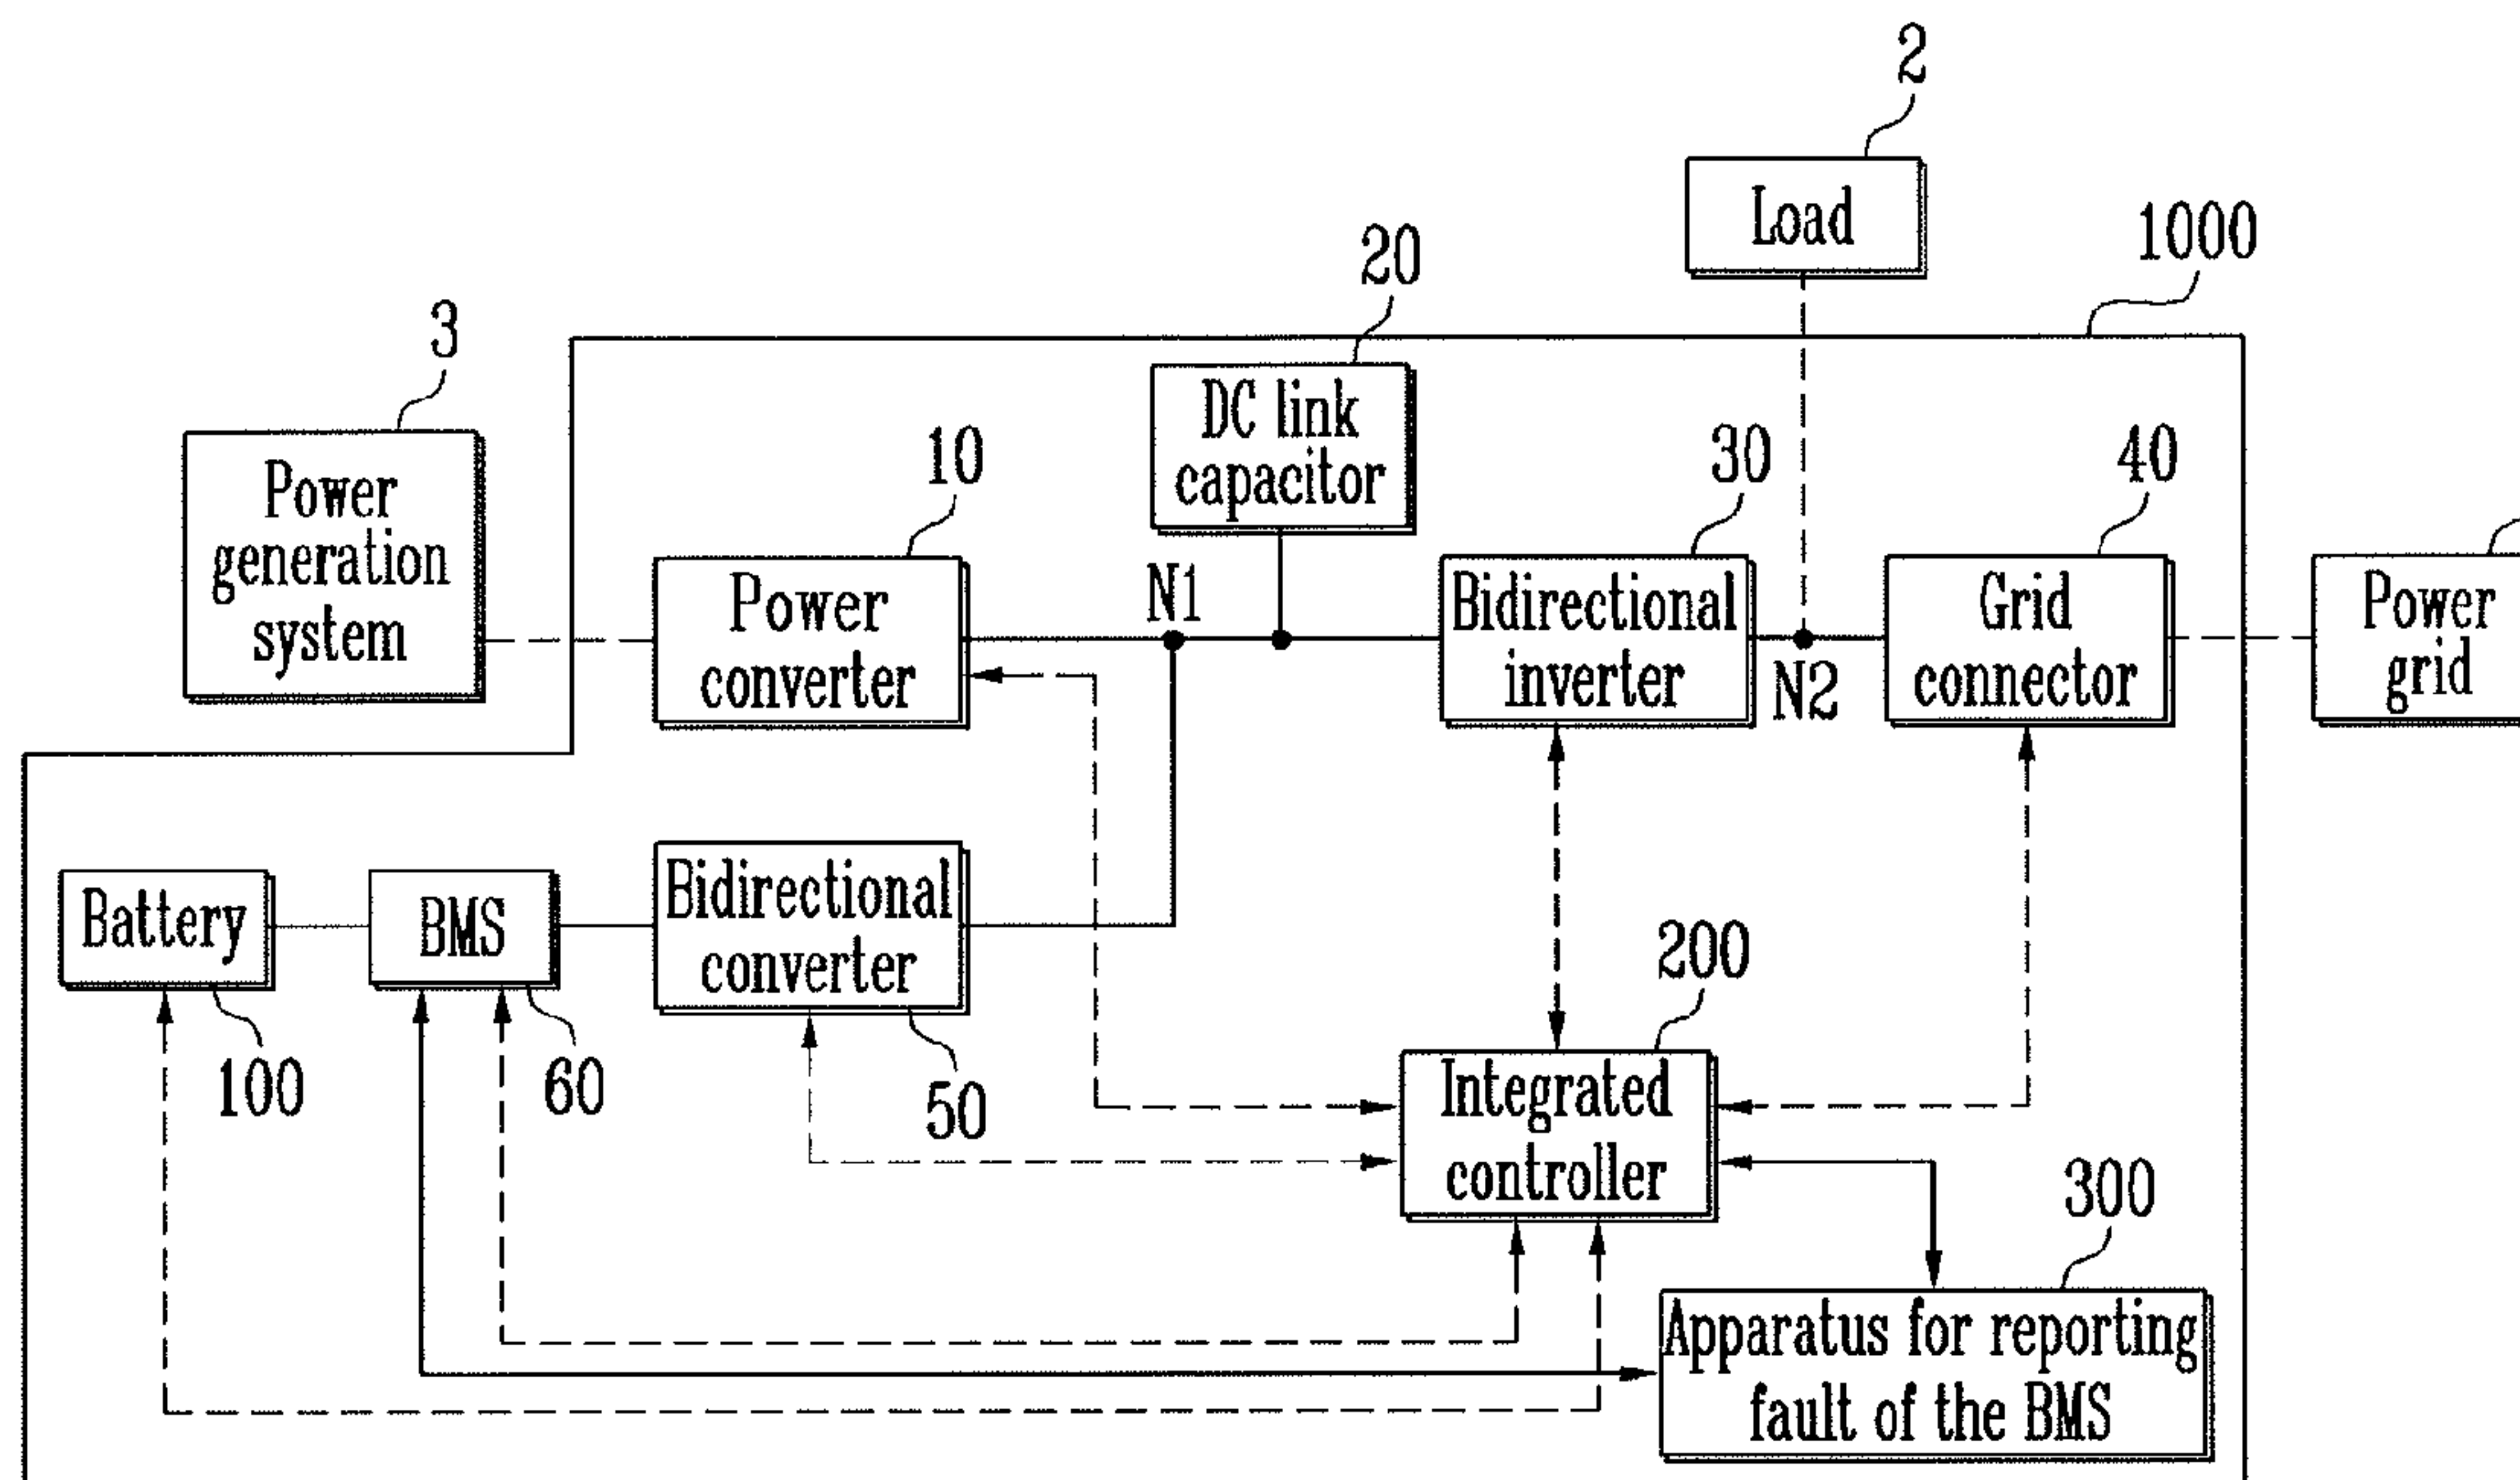 2
Load
1000
20
3
DC link
capacitor
10
30
40
Power
generation
system
Power
converter
N1
Bidirectional
inverter
N2
Grid
connector
Power
grid
Battery
BMS
Bidirectional
converter
100
60
50
200
Integrated
controller
300
Apparatus for reporting
fault of the BMS